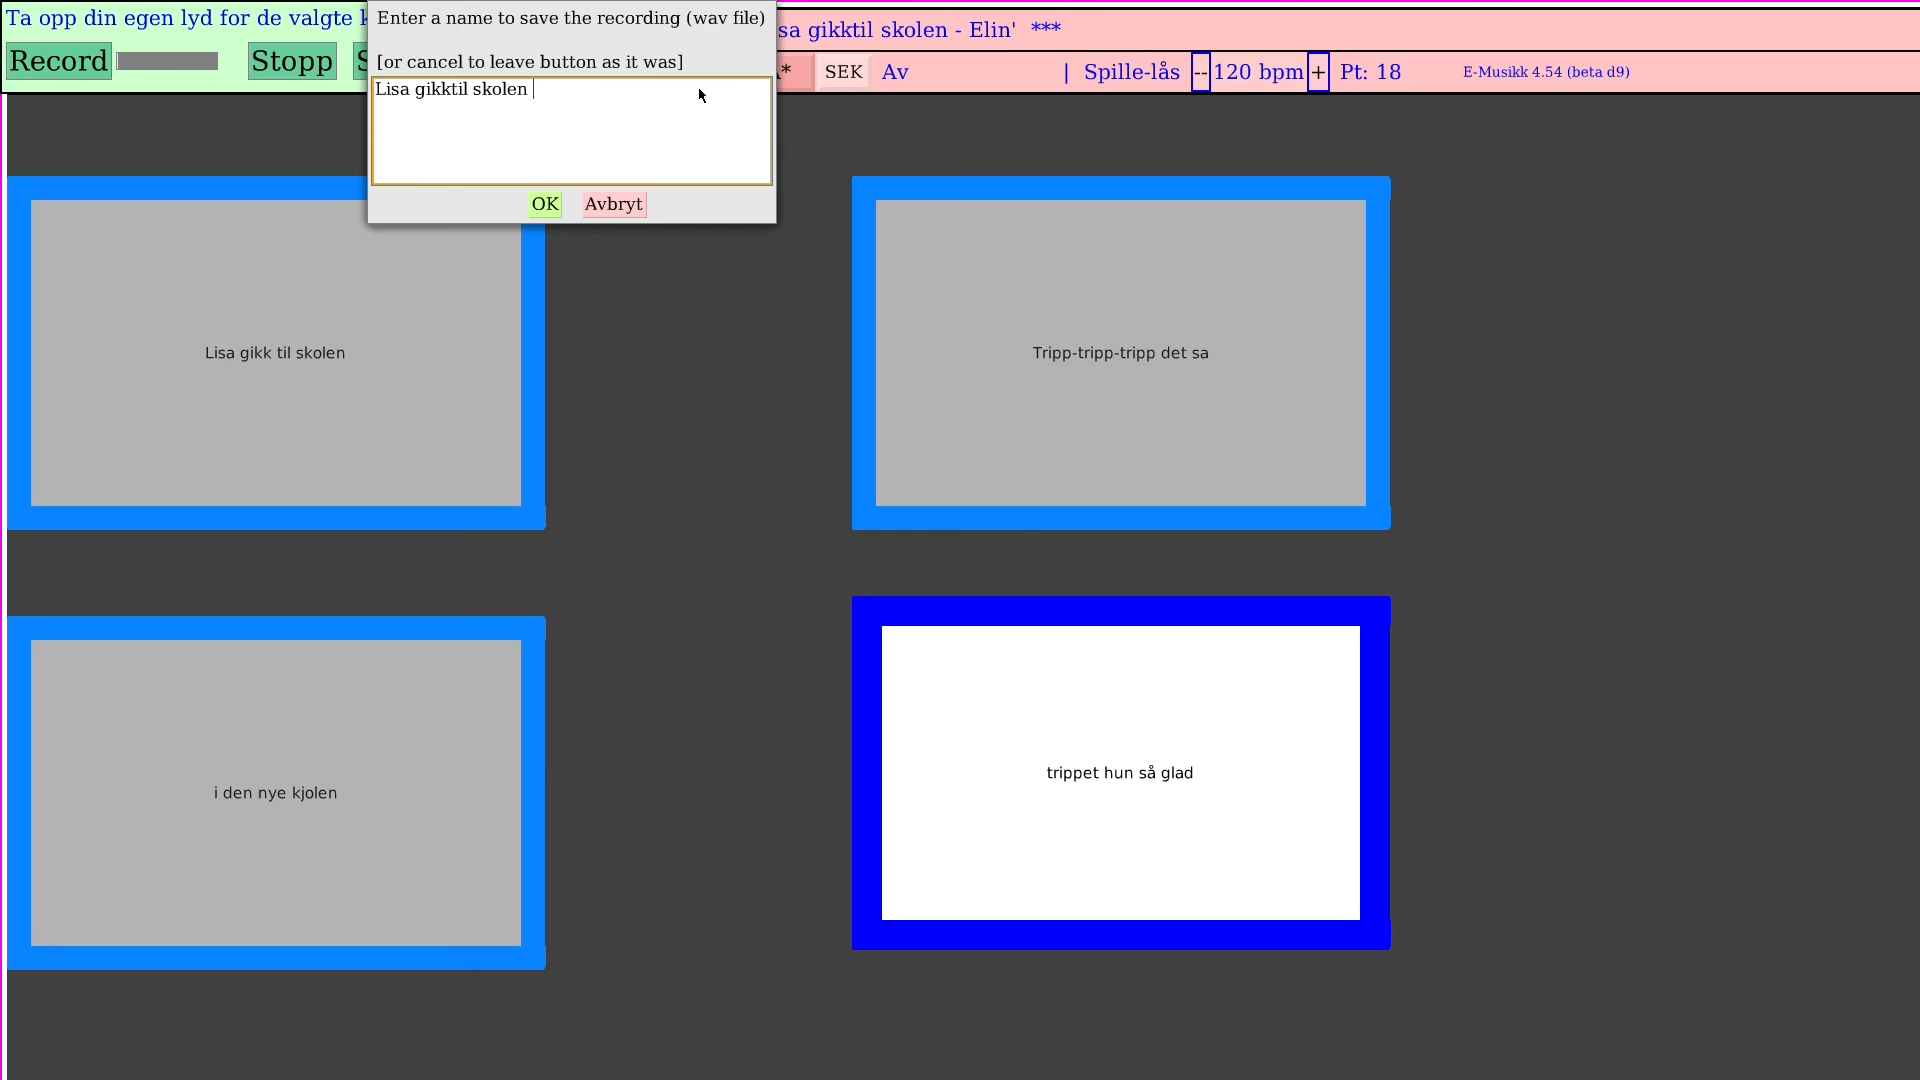 Ta opp din egen lyd for de valgte
Record
Stopp
Enter a name to save the recording (wav file)
[or cancel to leave button as it was]
Lisa gikktil skolen
OK Avbryt
sa gikktil skolen - Elin' ***
SEK Av | Spille-lås -- 120 bpm + Pt: 18 E-Musikk 4.54 (beta d9)
Lisa gikk til skolen
Tripp-tripp-tripp det sa
i den nye kjolen
trippet hun så glad